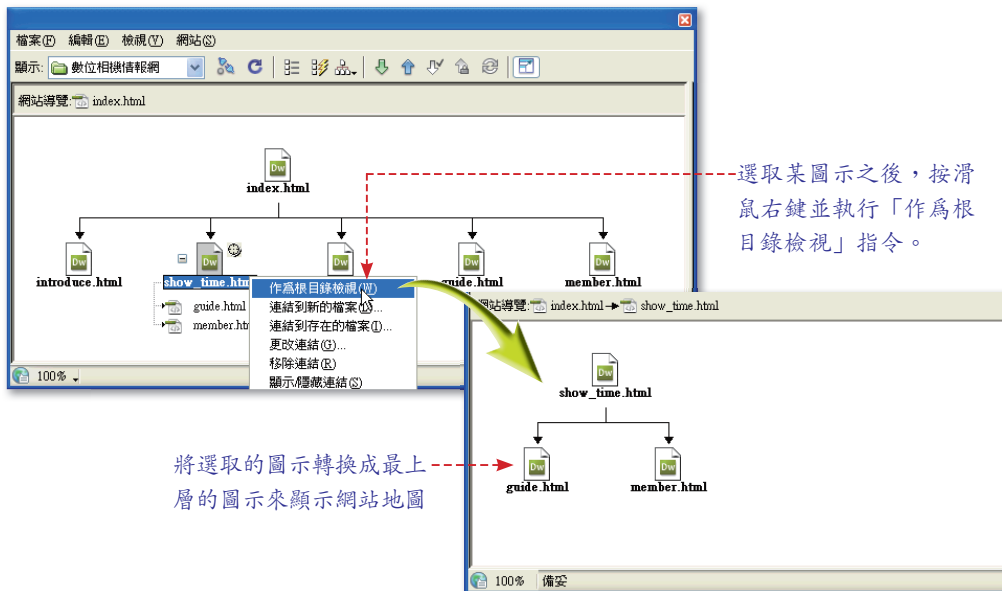 檔案(F) 編輯(E) 檢視(V) 網站(S)
顯示: 數位相機情報網
網站導覽: index.html
Dw
index.html
Dw Dw Dw Dw Dw
introduce.html show_time.htm guide.html member.html
guide.html
member.htm
作為根目錄檢視(W)
連結到新的檔案(N)...
連結到存在的檔案(I)...
更改連結(G)...
移除連結(R)
顯示/隱藏連結(S)
100%
選取某圖示之後，按滑
鼠右鍵並執行「作為根
目錄檢視」指令。
網站導覽: index.html show_time.html
Dw
show_time.html
Dw Dw
guide.html member.html
100% 備妥
將選取的圖示轉換成最上
層的圖示來顯示網站地圖